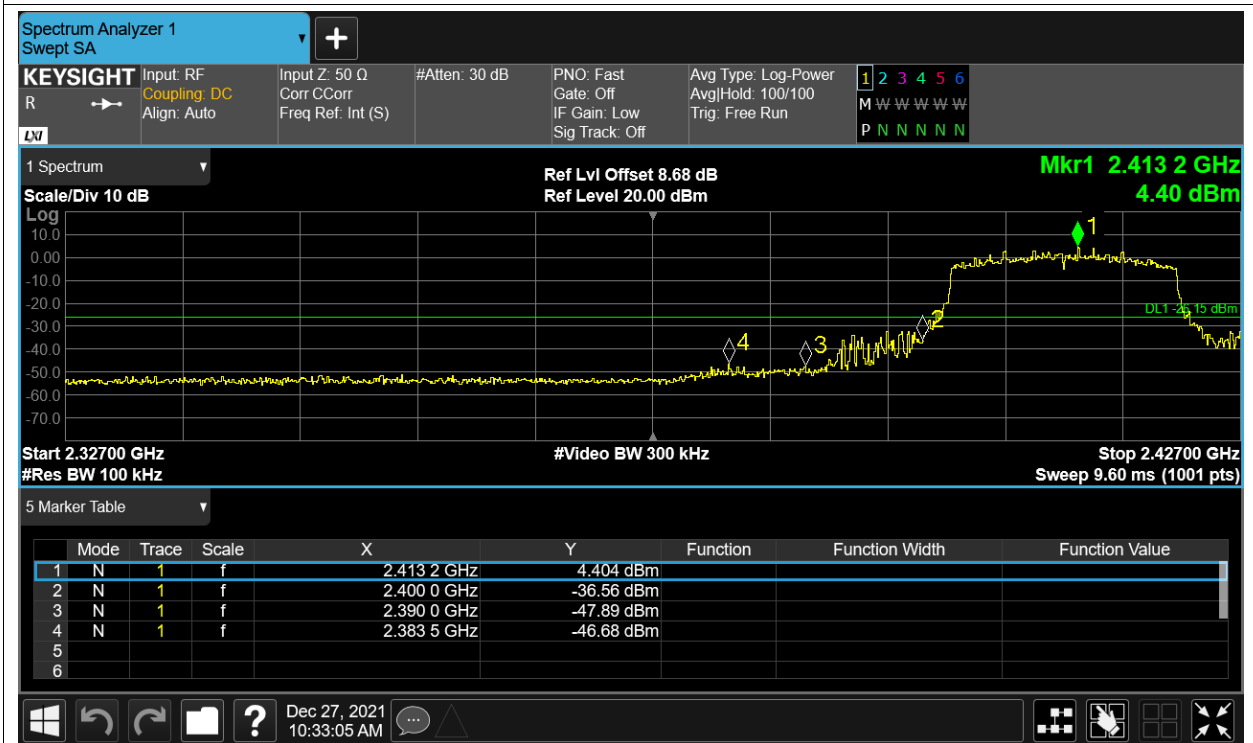 Spectrum Analyzer 1
Swept SA
KEYSIGHT
R
LXI
Input: RF
Coupling: DC
Align: Auto
Input Z: 50 Ω
Corr CCorr
Freq Ref: Int (S)
#Atten: 30 dB
PNO: Fast
Gate: Off
IF Gain: Low
Sig Track: Off
Avg Type: Log-Power
Avg|Hold: 100/100
Trig: Free Run
1 2 3 4 5 6
M W W W W W
P N N N N N
1 Spectrum
Scale/Div 10 dB
Ref Lvl Offset 8.68 dB
Ref Level 20.00 dBm
Mkr1 2.413 2 GHz
4.40 dBm
Log
10.0
0.00
-10.0
-20.0
-30.0
-40.0
-50.0
-60.0
-70.0
1
2
3
4
DL1 -26.15 dBm
Start 2.32700 GHz
#Video BW 300 kHz
Stop 2.42700 GHz
#Res BW 100 kHz
Sweep 9.60 ms (1001 pts)
5 Marker Table
Mode Trace Scale X Y Function Function Width Function Value
1 N 1 f 2.413 2 GHz 4.404 dBm
2 N 1 f 2.400 0 GHz -36.56 dBm
3 N 1 f 2.390 0 GHz -47.89 dBm
4 N 1 f 2.383 5 GHz -46.68 dBm
5
6
?
Dec 27, 2021
10:33:05 AM